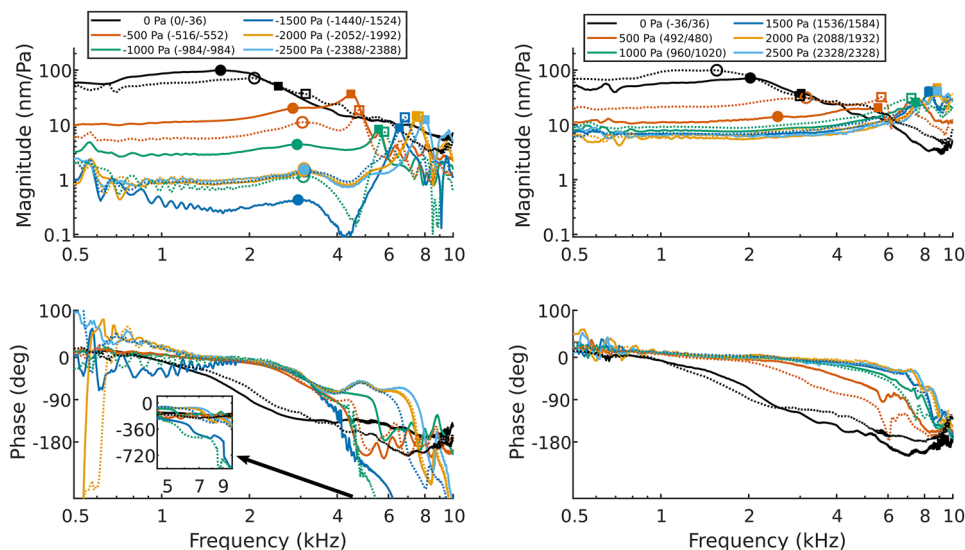 0 Pa (0/-36)
-500 Pa (-516/-552)
-1000 Pa (-984/-984)
-1500 Pa (-1440/-1524)
-2000 Pa (-2052/-1992)
-2500 Pa (-2388/-2388)
Magnitude (nm/Pa)
100
10
1
0.1
0.5
1
2
4
6
8
10
0 Pa (-36/36)
500 Pa (492/480)
1000 Pa (960/1020)
1500 Pa (1536/1584)
2000 Pa (2088/1932)
2500 Pa (2328/2328)
Magnitude (nm/Pa)
100
10
1
0.1
0.5
1
2
4
6
8
10
Phase (deg)
100
0
-90
-180
0
-360
-720
5
7
9
0.5
1
2
4
6
8
10
Frequency (kHz)
Phase (deg)
100
0
-90
-180
0.5
1
2
4
6
8
10
Frequency (kHz)